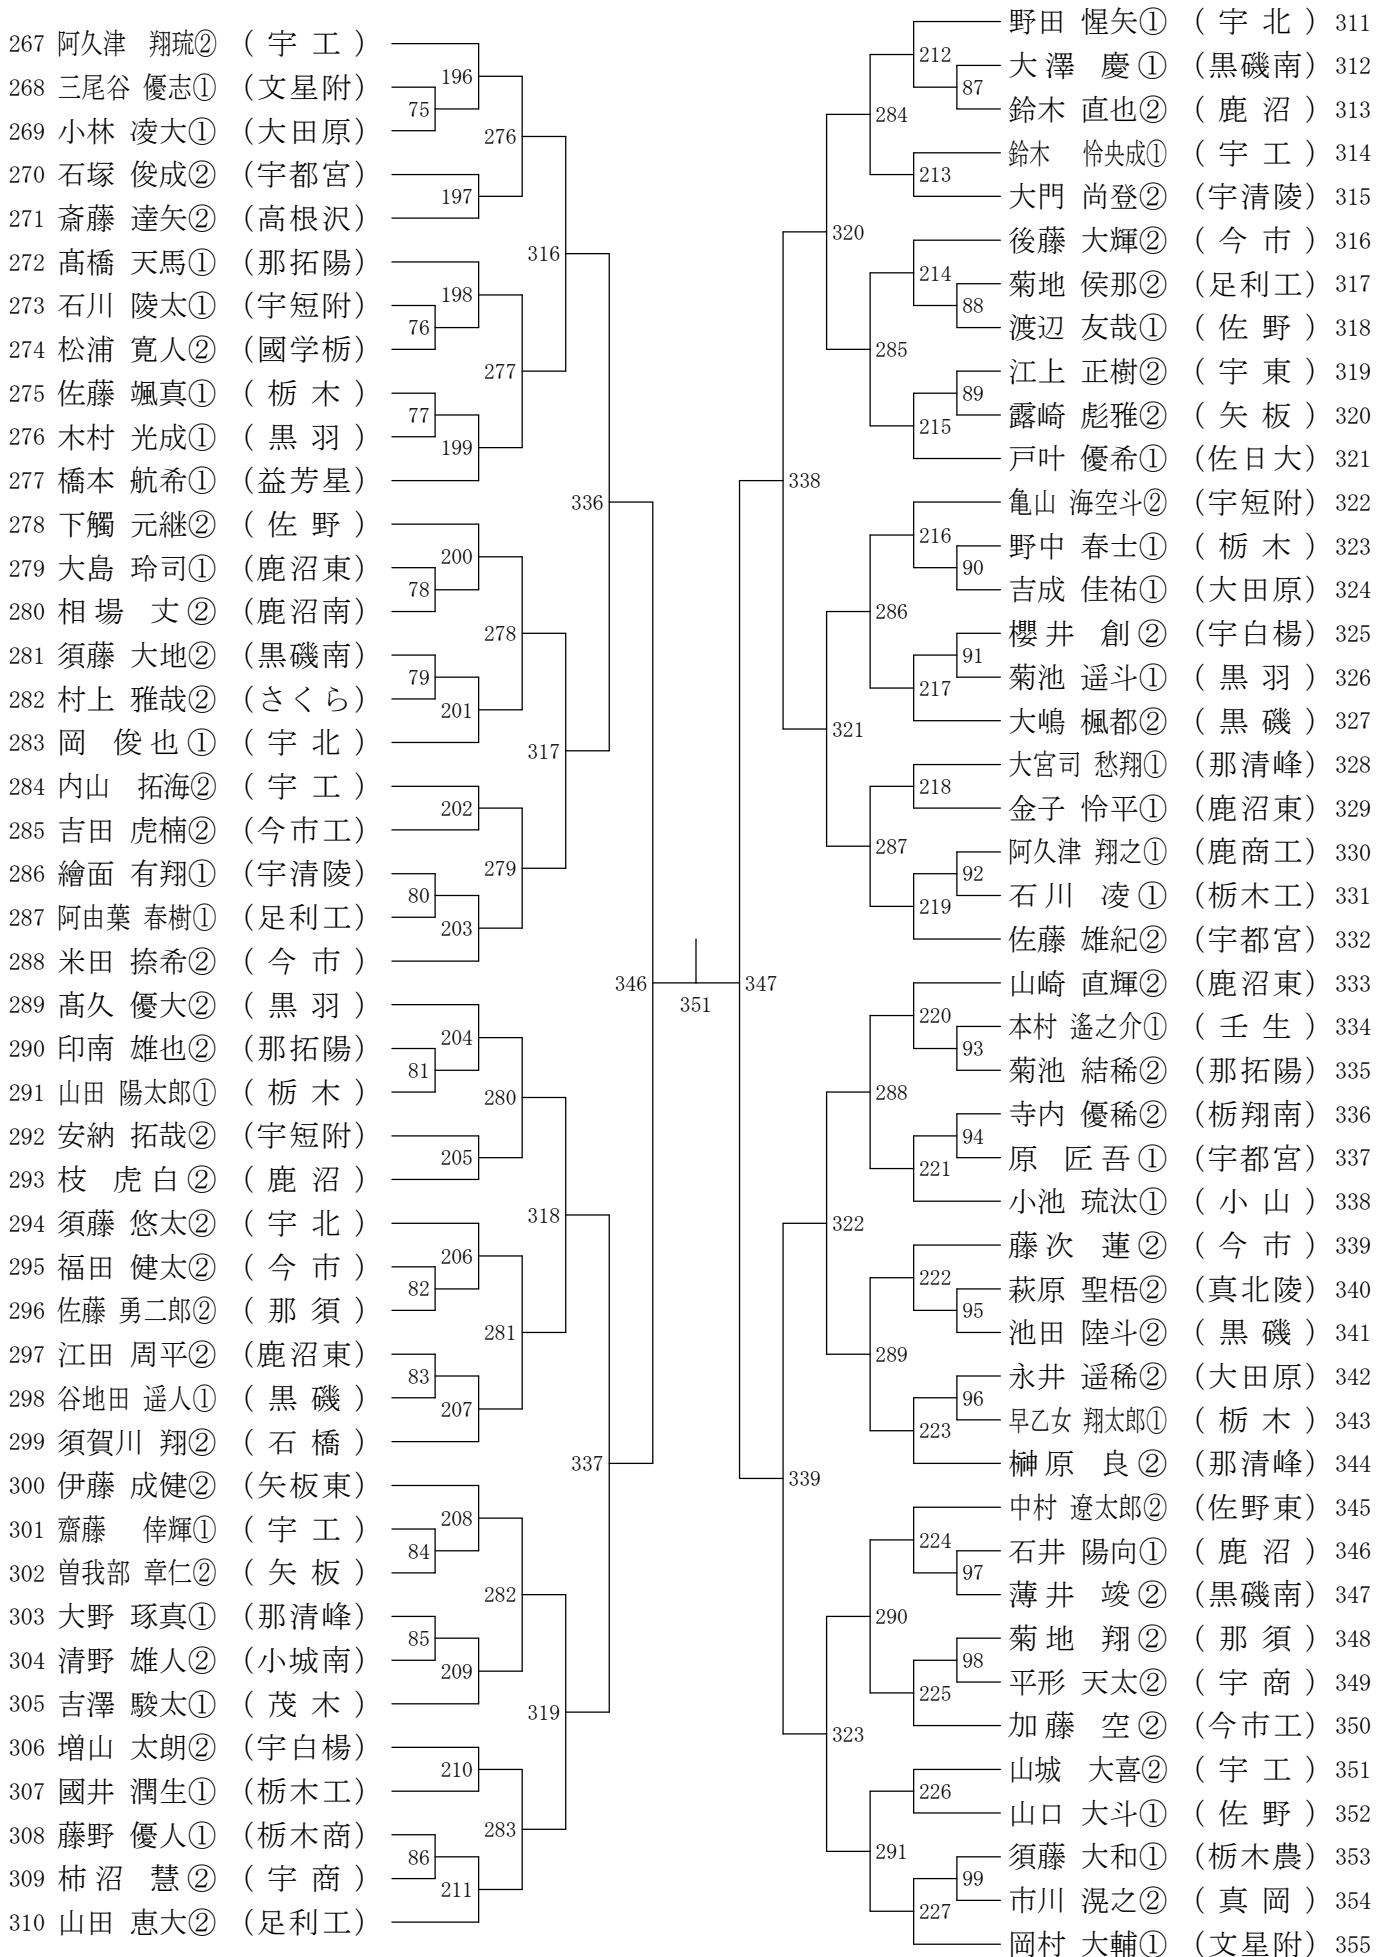 267 阿久津 翔琉② (宇工)
268 三尾谷 優志① (文星附)
269 小林 凌大① (大田原)
270 石塚 俊成② (宇都宮)
271 斎藤 達矢② (高根沢)
272 髙橋 天馬① (那拓陽)
273 石川 陵太① (宇短附)
274 松浦 寛人② (國学栃)
275 佐藤 颯真① (栃木)
276 木村 光成① (黒羽)
277 橋本 航希① (益芳星)
278 下觸 元継② (佐野)
279 大島 玲司① (鹿沼東)
280 相場 丈② (鹿沼南)
281 須藤 大地② (黒磯南)
282 村上 雅哉② (さくら)
283 岡 俊也① (宇北)
284 内山 拓海② (宇工)
285 吉田 虎楠② (今市工)
286 繪面 有翔① (宇清陵)
287 阿由葉 春樹① (足利工)
288 米田 捺希② (今市)
289 髙久 優大② (黒羽)
290 印南 雄也② (那拓陽)
291 山田 陽太郎① (栃木)
292 安納 拓哉② (宇短附)
293 枝 虎白② (鹿沼)
294 須藤 悠太② (宇北)
295 福田 健太② (今市)
296 佐藤 勇二郎② (那須)
297 江田 周平② (鹿沼東)
298 谷地田 遥人① (黒磯)
299 須賀川 翔② (石橋)
300 伊藤 成健② (矢板東)
301 齋藤 倖輝① (宇工)
302 曽我部 章仁② (矢板)
303 大野 琢真① (那清峰)
304 清野 雄人② (小城南)
305 吉澤 駿太① (茂木)
306 増山 太朗② (宇白楊)
307 國井 潤生① (栃木工)
308 藤野 優人① (栃木商)
309 柿沼 慧② (宇商)
310 山田 恵大② (足利工)
75
76
77
78
79
80
81
82
83
84
85
86
196
197
198
199
200
201
202
203
204
205
206
207
208
209
210
211
276
277
278
279
280
281
282
283
316
317
318
319
336
337
346
351
347
338
339
320
321
322
323
284
285
286
287
288
289
290
291
212
213
214
215
216
217
218
219
220
221
222
223
224
225
226
227
87
88
89
90
91
92
93
94
95
96
97
98
99
野田 惺矢① (宇北) 311
大澤 慶① (黒磯南) 312
鈴木 直也② (鹿沼) 313
鈴木 怜央成① (宇工) 314
大門 尚登② (宇清陵) 315
後藤 大輝② (今市) 316
菊地 侯那② (足利工) 317
渡辺 友哉① (佐野) 318
江上 正樹② (宇東) 319
露崎 彪雅② (矢板) 320
戸叶 優希① (佐日大) 321
亀山 海空斗② (宇短附) 322
野中 春士① (栃木) 323
吉成 佳祐① (大田原) 324
櫻井 創② (宇白楊) 325
菊池 遥斗① (黒羽) 326
大嶋 楓都② (黒磯) 327
大宮司 愁翔① (那清峰) 328
金子 怜平① (鹿沼東) 329
阿久津 翔之① (鹿商工) 330
石川 凌① (栃木工) 331
佐藤 雄紀② (宇都宮) 332
山崎 直輝② (鹿沼東) 333
本村 遙之介① (壬生) 334
菊池 結稀② (那拓陽) 335
寺内 優稀② (栃翔南) 336
原 匠吾① (宇都宮) 337
小池 琉汰① (小山) 338
藤次 蓮② (今市) 339
萩原 聖梧② (真北陵) 340
池田 陸斗② (黒磯) 341
永井 遥稀② (大田原) 342
早乙女 翔太郎① (栃木) 343
榊原 良② (那清峰) 344
中村 遼太郎② (佐野東) 345
石井 陽向① (鹿沼) 346
薄井 竣② (黒磯南) 347
菊地 翔② (那須) 348
平形 天太② (宇商) 349
加藤 空② (今市工) 350
山城 大喜② (宇工) 351
山口 大斗① (佐野) 352
須藤 大和① (栃木農) 353
市川 滉之② (真岡) 354
岡村 大輔① (文星附) 355